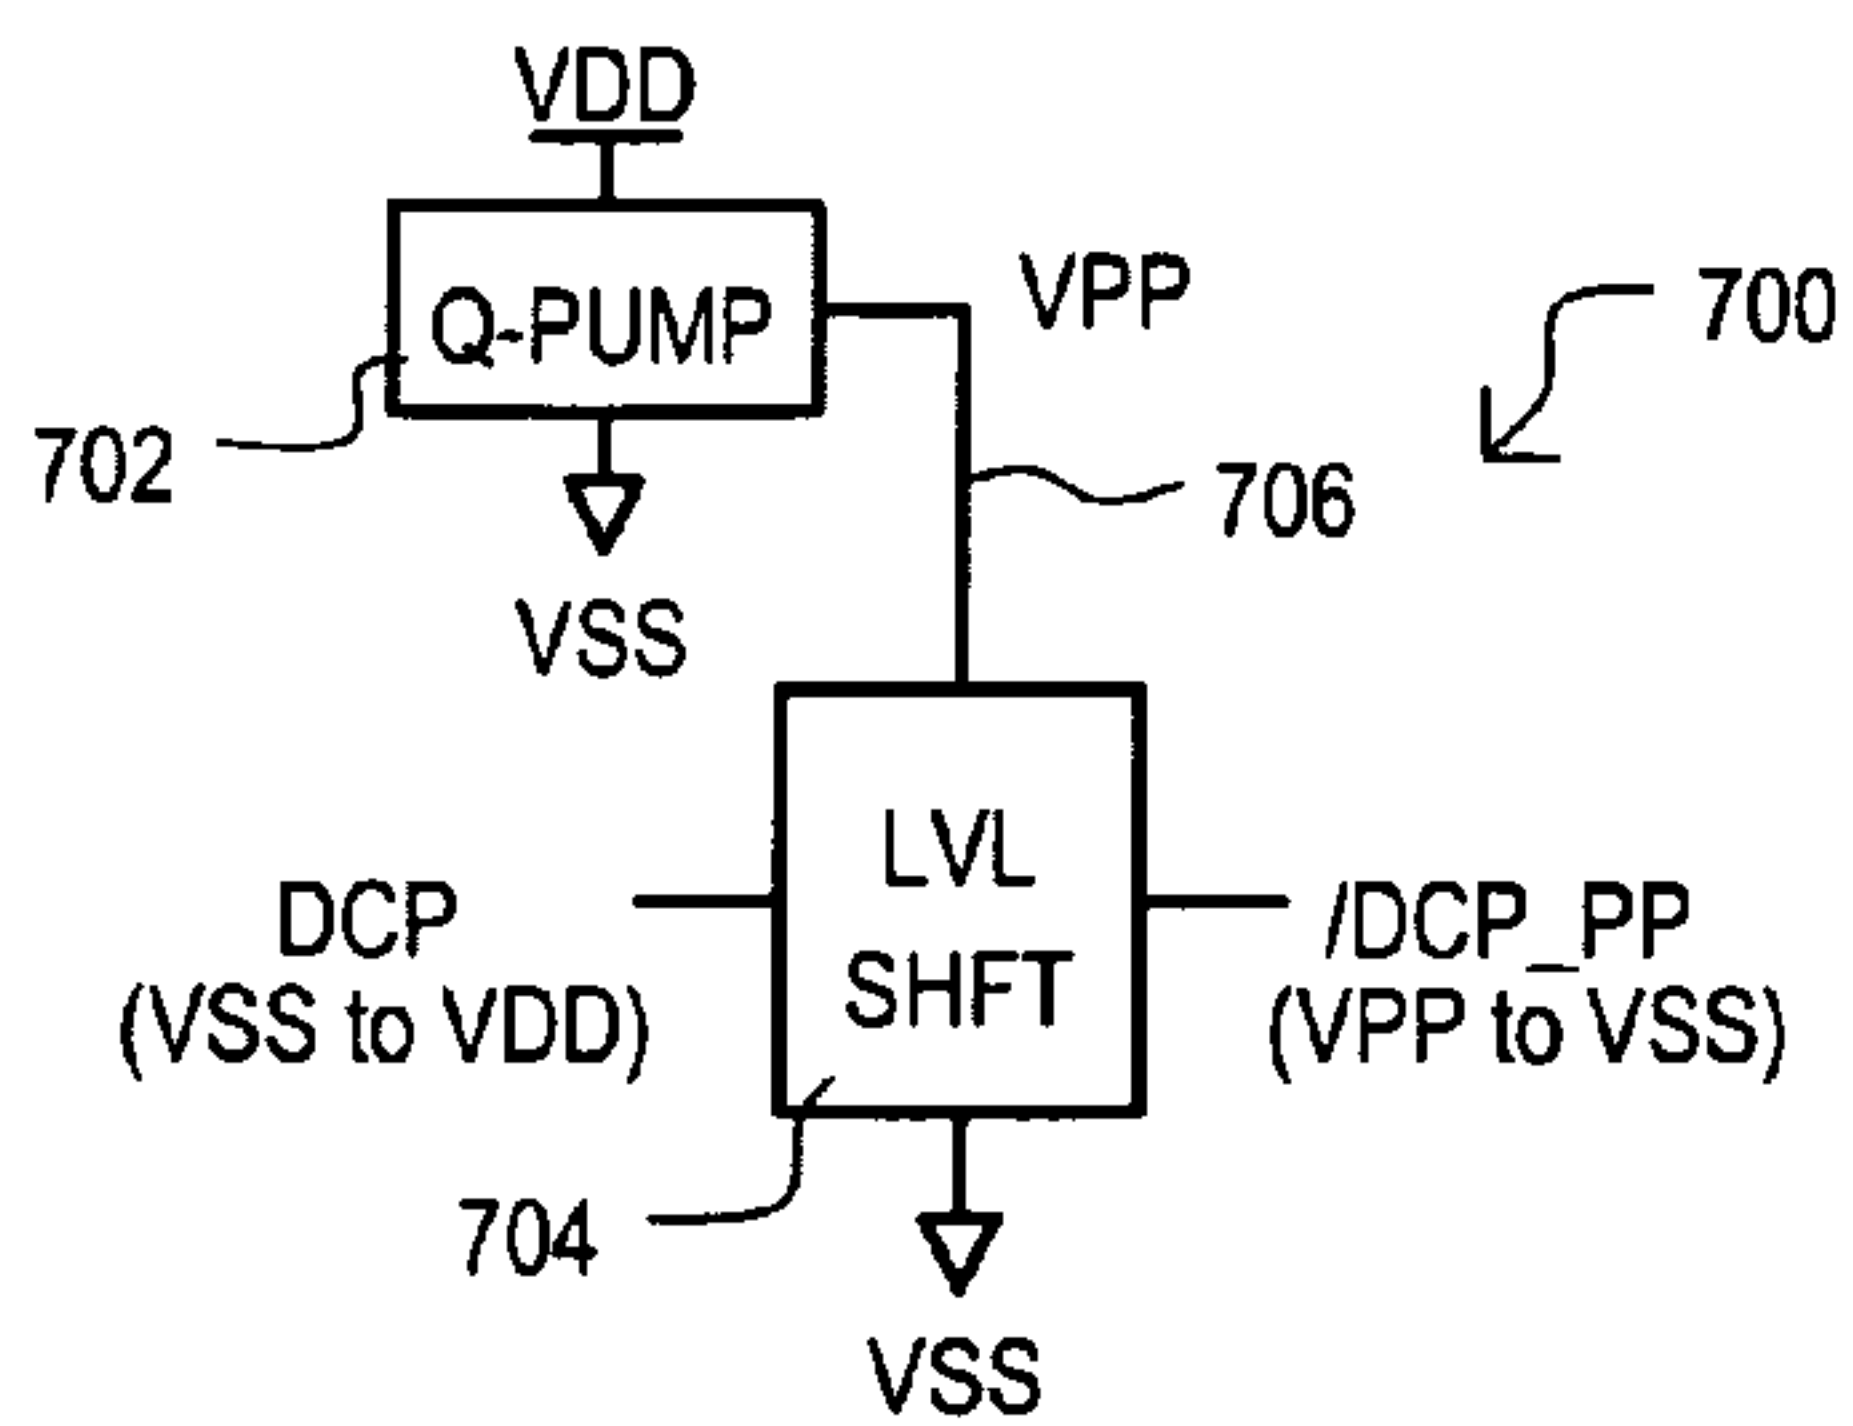 VDD
Q-PUMP
VPP
700
702
706
VSS
LVL
SHFT
DCP
(VSS to VDD)
/DCP_PP
(VPP to VSS)
704
VSS